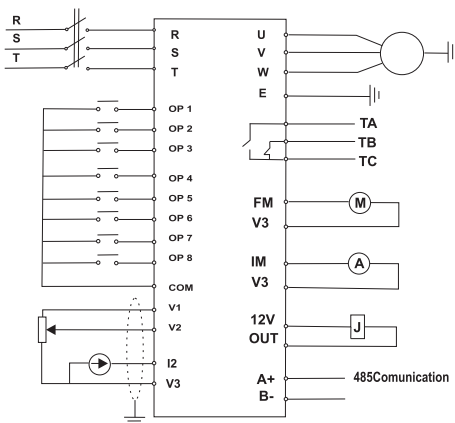 R
S
T
R
S
T
OP 1
OP 2
OP 3
OP 4
OP 5
OP 6
OP 7
OP 8
COM
V1
V2
I2
V3
U
V
W
E
TA
TB
TC
FM
V3
M
IM
V3
A
12V
OUT
J
A+
B-
485Comunication